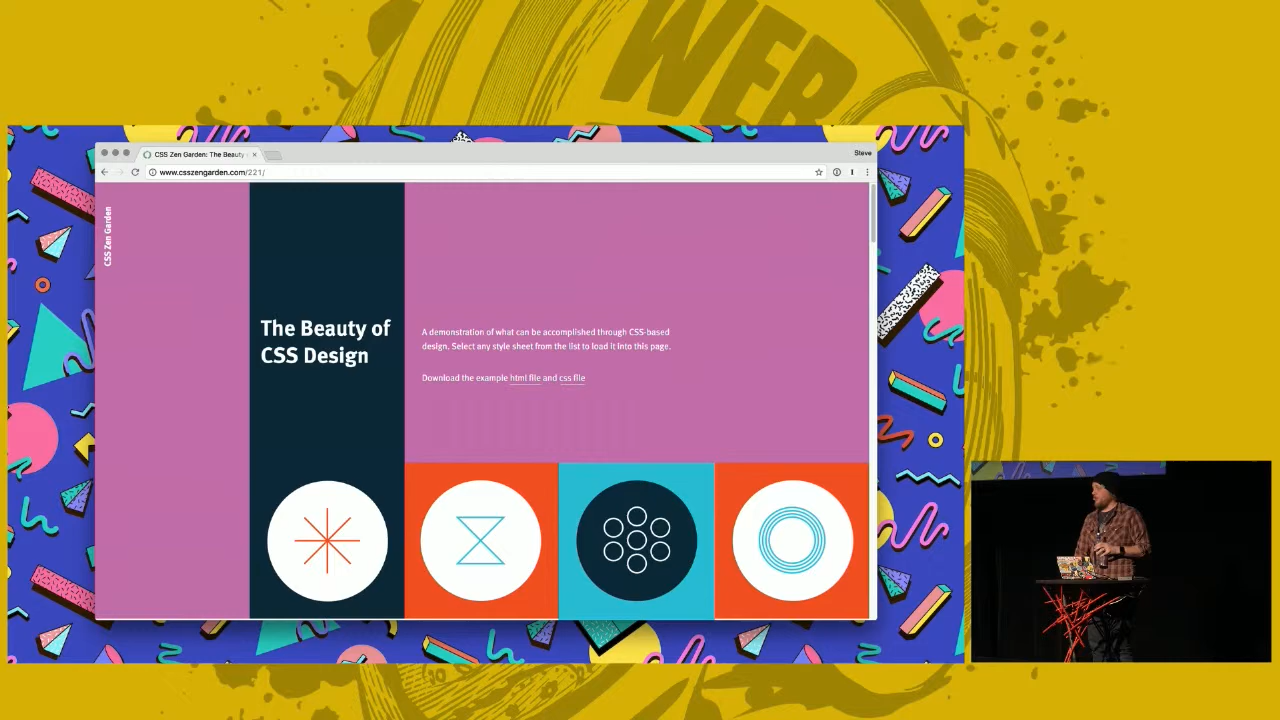 WEB
CSS Zen Garden: The Beauty
Steve
www.csszengarden.com/221/
CSS Zen Garden
The Beauty of
CSS Design
A demonstration of what can be accomplished through CSS-based
design. Select any style sheet from the list to load it into this page.
Download the example html file and css file